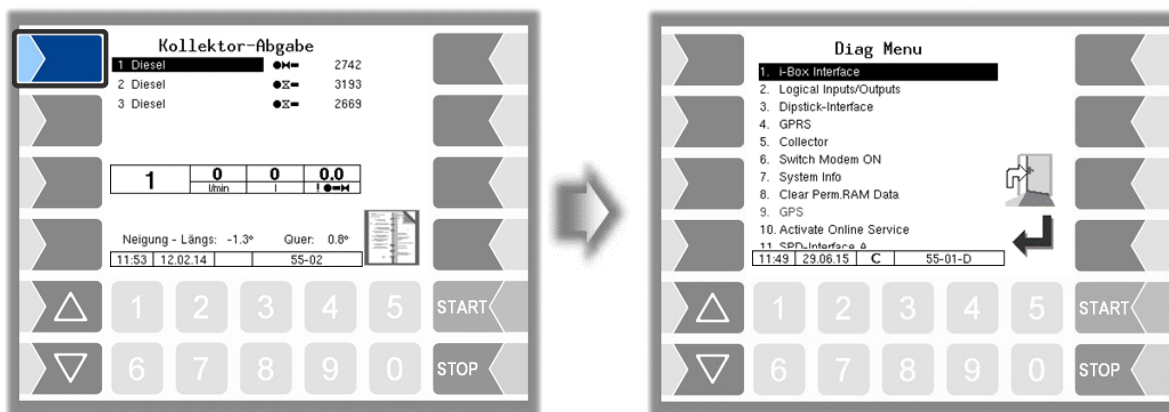 Kollektor-Abgabe
1 Diesel 2742
2 Diesel 3193
3 Diesel 2669
1 0 0 0.0
l/min l !
Neigung - Längs: -1.3° Quer: 0.8°
11:53 12.02.14 55-02
1 2 3 4 5 START
6 7 8 9 0 STOP
Diag Menu
1. i-Box Interface
2. Logical Inputs/Outputs
3. Dipstick-Interface
4. GPRS
5. Collector
6. Switch Modem ON
7. System Info
8. Clear Perm.RAM Data
9. GPS
10. Activate Online Service
11. SPD-Interface A
11:49 29.06.15 C 55-01-D
1 2 3 4 5 START
6 7 8 9 0 STOP